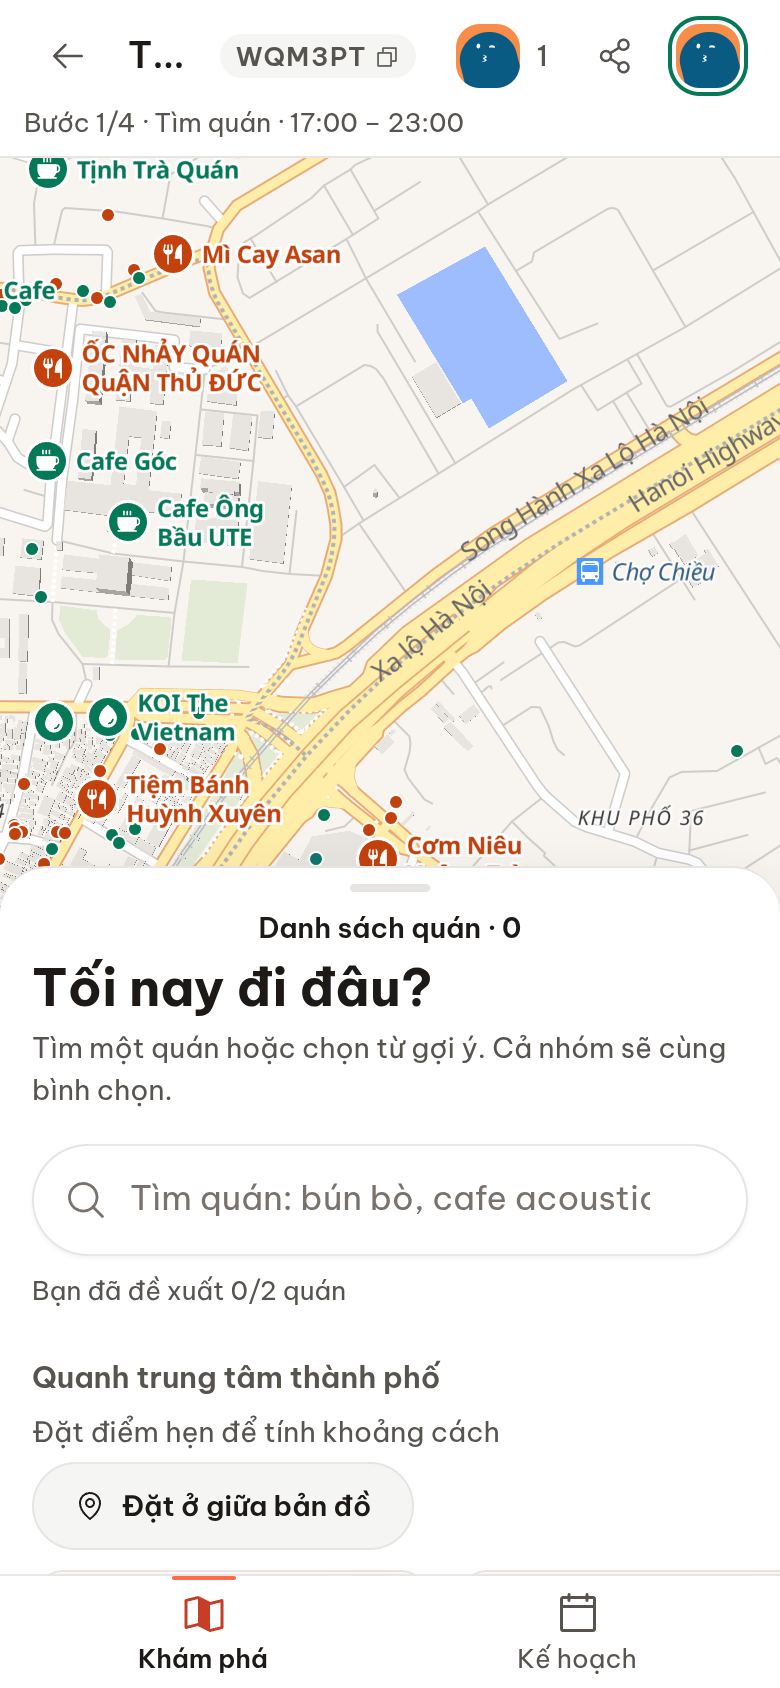 T...
WQM3PT
1
Bước 1/4 · Tìm quán · 17:00 – 23:00
Tịnh Trà Quán
Mì Cay Asan
Cafe
ỐC NhẢY QuÁN
QuẬN ThỦ ĐỨC
Cafe Góc
Cafe Ông
Bầu UTE
Song Hành Xa Lộ Hà Nội
Hanoi Highway
Chợ Chiều
Xa lộ Hà Nội
KOI The
Vietnam
Tiệm Bánh
Huỳnh Xuyên
KHU PHỐ 36
Cơm Niêu
Danh sách quán · 0
Tối nay đi đâu?
Tìm một quán hoặc chọn từ gợi ý. Cả nhóm sẽ cùng
bình chọn.
Tìm quán: bún bò, cafe acoustic
Bạn đã đề xuất 0/2 quán
Quanh trung tâm thành phố
Đặt điểm hẹn để tính khoảng cách
Đặt ở giữa bản đồ
Khám phá
Kế hoạch